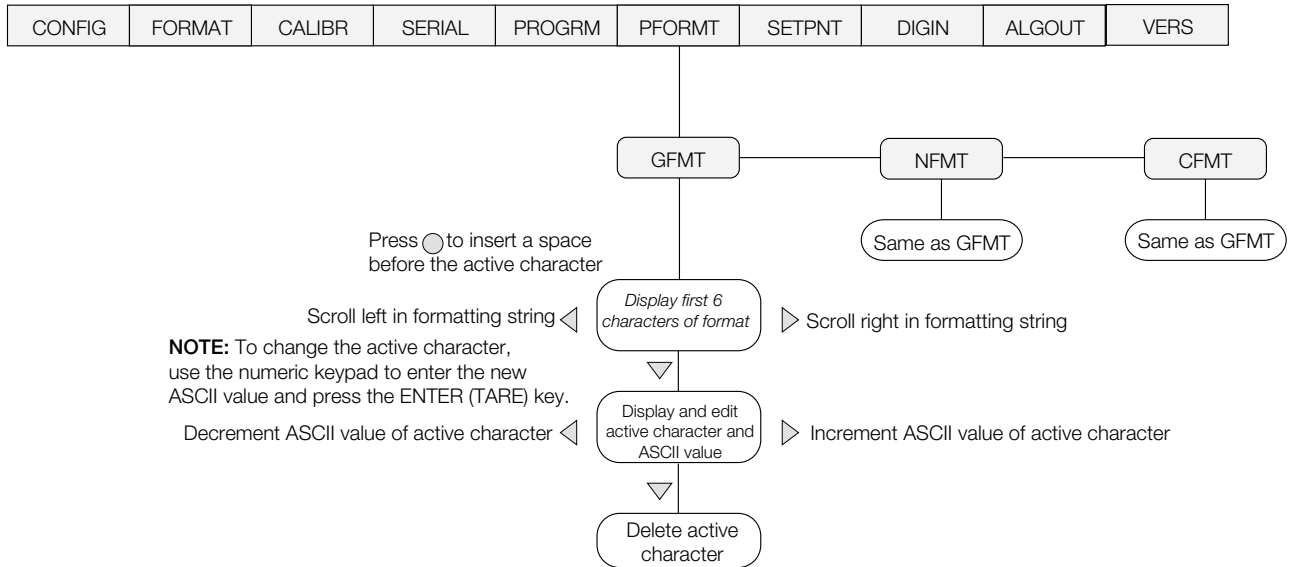 CONFIG FORMAT CALIBR SERIAL PROGRM PFORMT SETPNT DIGIN ALGOUT VERS
GFMT NFMT CFMT
Same as GFMT Same as GFMT
Press to insert a space
before the active character
Display first 6
characters of format
Scroll left in formatting string
Scroll right in formatting string
NOTE: To change the active character,
use the numeric keypad to enter the new
ASCII value and press the ENTER (TARE) key.
Display and edit
active character and
ASCII value
Decrement ASCII value of active character
Increment ASCII value of active character
Delete active
character